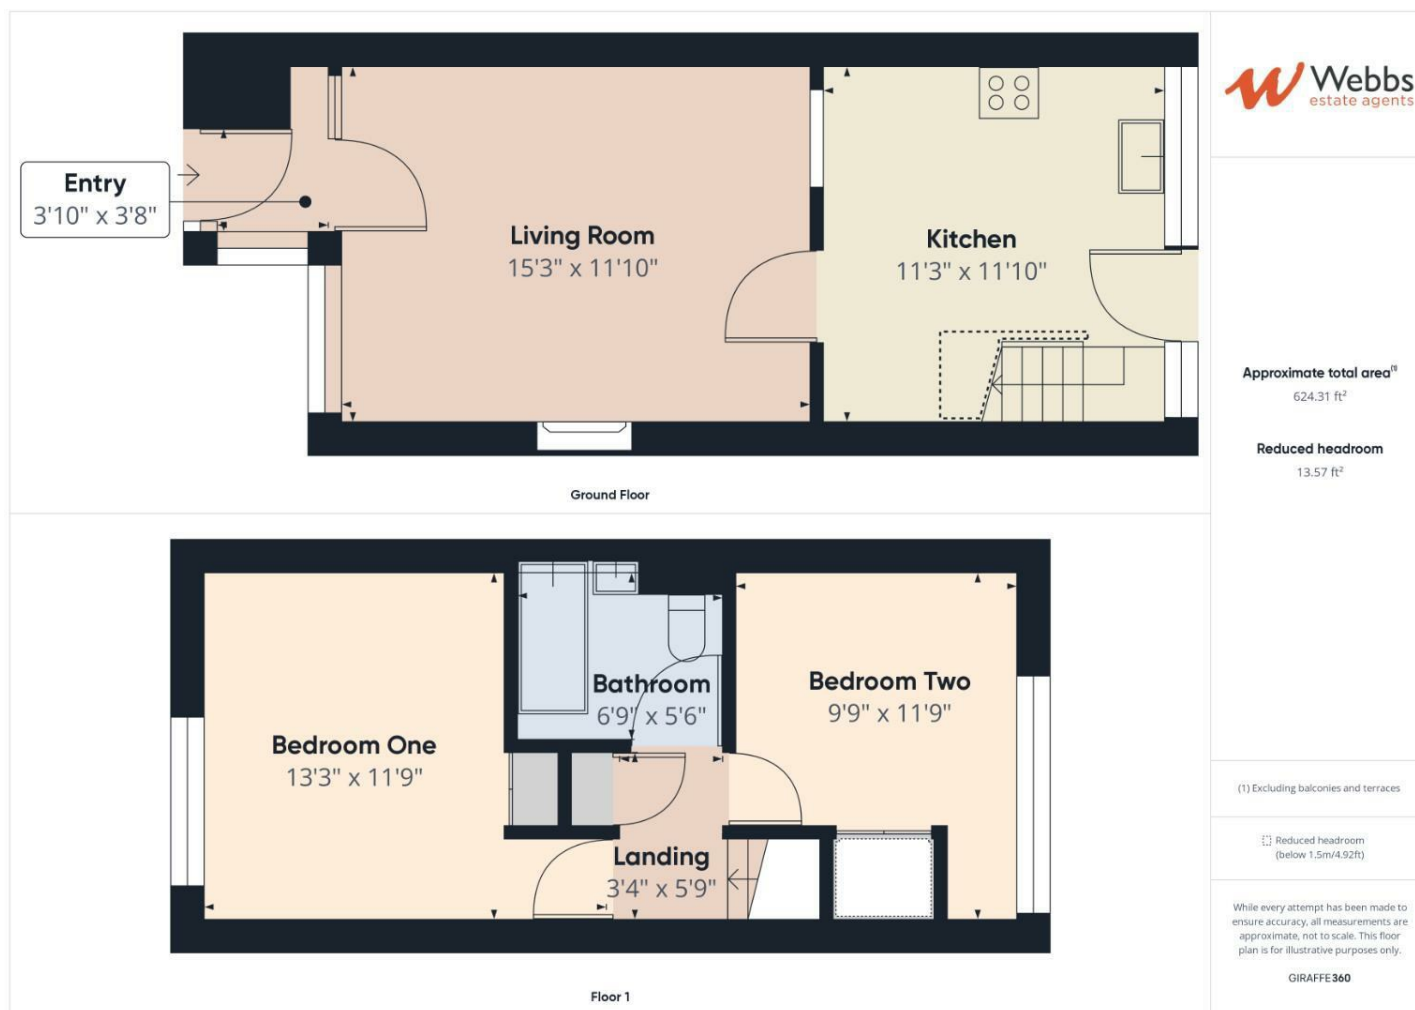 Entry
3'10" x 3'8"
Living Room
15'3" x 11'10"
Kitchen
11'3" x 11'10"
Ground Floor
Bedroom One
13'3" x 11'9"
Bathroom
6'9" x 5'6"
Bedroom Two
9'9" x 11'9"
Landing
3'4" x 5'9"
Floor 1
Webbs
estate agents
Approximate total area(1)
624.31 ft²
Reduced headroom
13.57 ft²
(1) Excluding balconies and terraces
Reduced headroom
(below 1.5m/4.92ft)
While every attempt has been made to
ensure accuracy, all measurements are
approximate, not to scale. This floor
plan is for illustrative purposes only.
GIRAFFE360